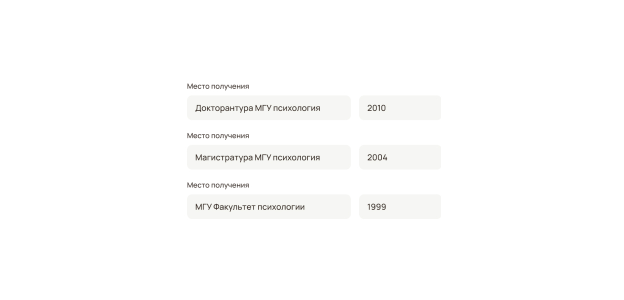 Место получения
Докторантура МГУ психология 2010
Место получения
Магистратура МГУ психология 2004
Место получения
МГУ Факультет психологии 1999